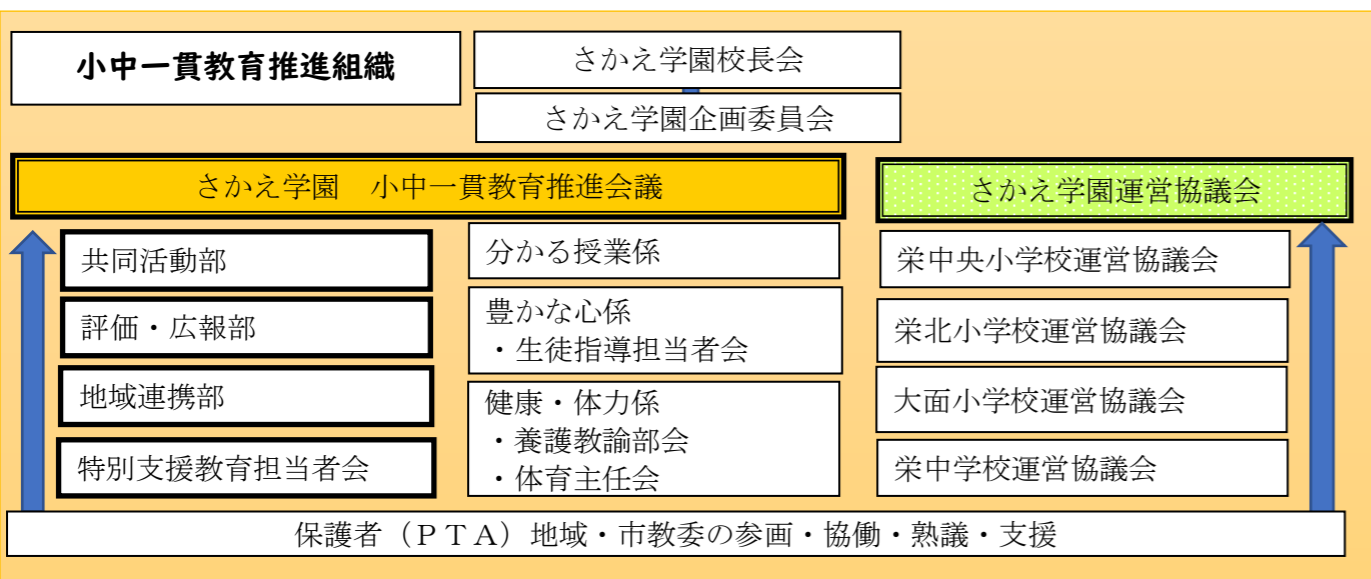 小中一貫教育推進組織
さかえ学園校長会
さかえ学園企画委員会
さかえ学園　小中一貫教育推進会議
共同活動部
評価・広報部
地域連携部
特別支援教育担当者会
分かる授業係
豊かな心係
・生徒指導担当者会
健康・体力係
・養護教諭部会
・体育主任会
さかえ学園運営協議会
栄中央小学校運営協議会
栄北小学校運営協議会
大面小学校運営協議会
栄中学校運営協議会
保護者（ＰＴＡ）地域・市教委の参画・協働・熟議・支援